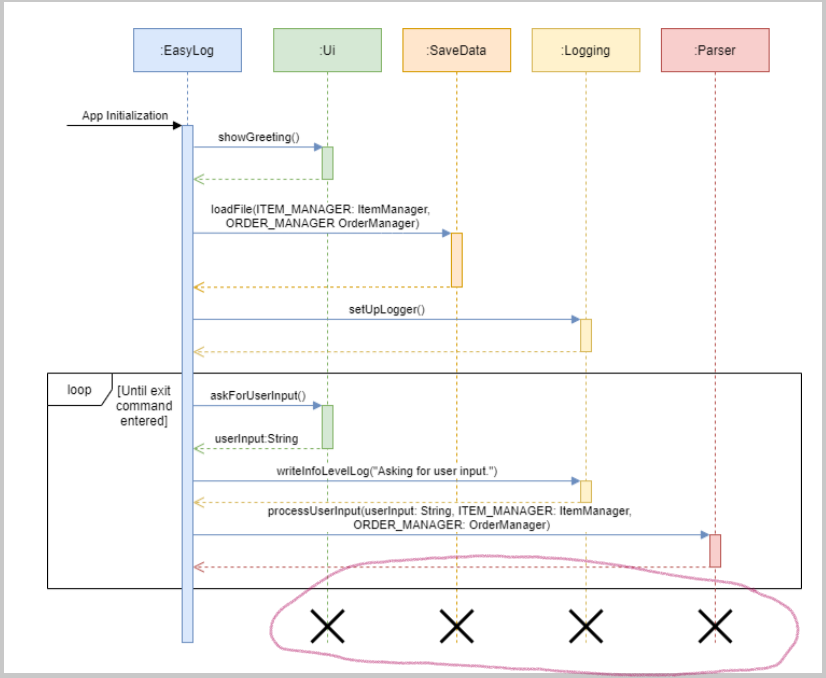 :EasyLog
:Ui
:SaveData
:Logging
:Parser
App Initialization
showGreeting()
loadFile(ITEM_MANAGER: ItemManager,
ORDER_MANAGER OrderManager)
setUpLogger()
loop
[Until exit
command
entered]
askForUserInput()
userInput:String
writeInfoLevelLog("Asking for user input.")
processUserInput(userInput: String, ITEM_MANAGER: ItemManager,
ORDER_MANAGER: OrderManager)